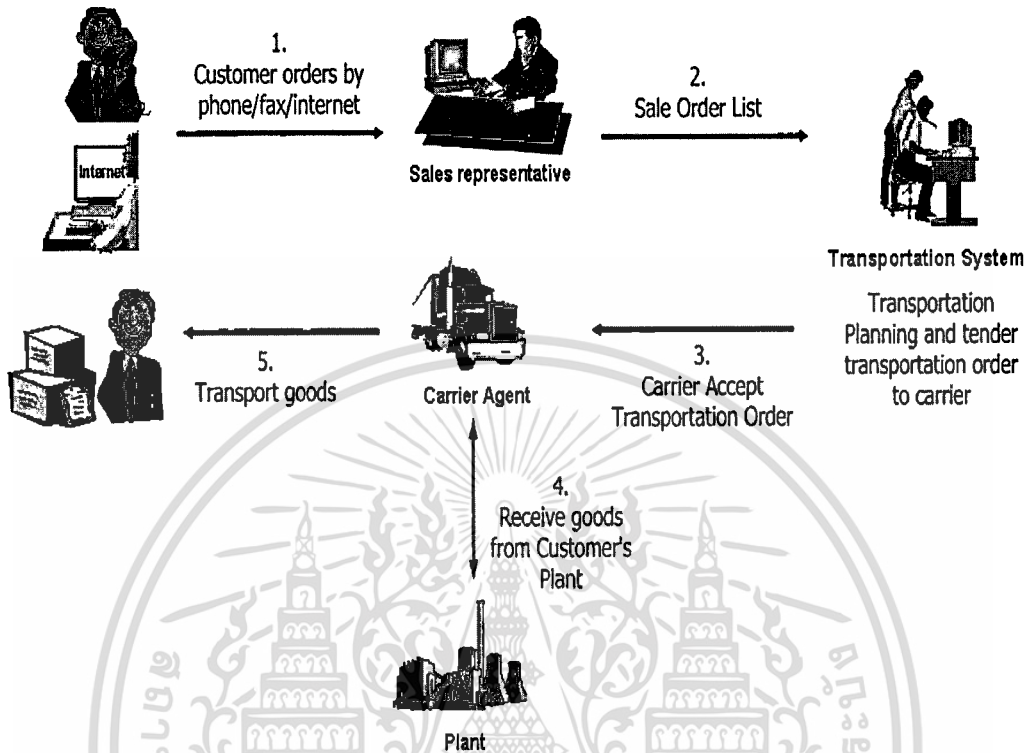 1.
Customer orders by
phone/fax/internet
Internet
Sales representative
2.
Sale Order List
Transportation System
Transportation
Planning and tender
transportation order
to carrier
3.
Carrier Accept
Transportation Order
Carrier Agent
5.
Transport goods
4.
Receive goods
from Customer's
Plant
Plant